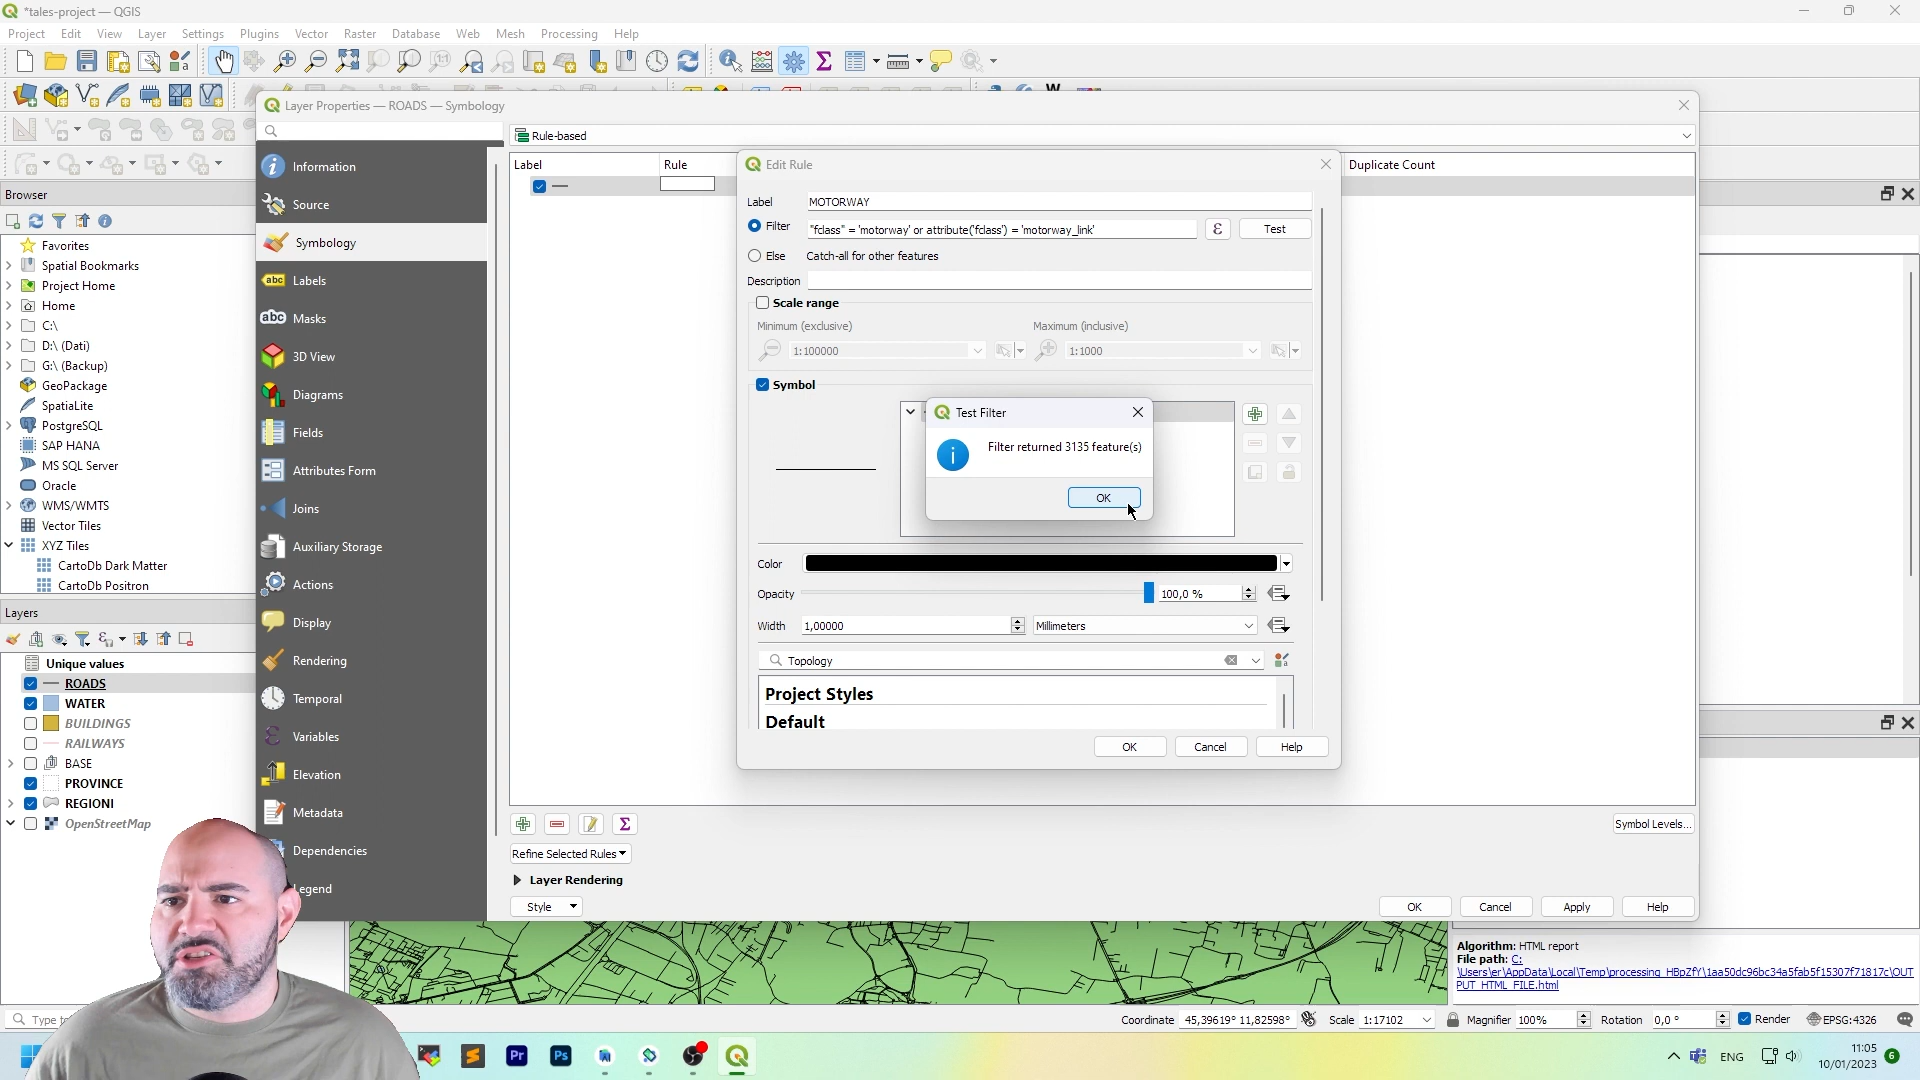 *tales-project — QGIS
Project Edit View Layer Settings Plugins Vector Raster Database Web Mesh Processing Help
Layer Properties — ROADS — Symbology
Rule-based
Information
Source
Symbology
Labels
Masks
3D View
Diagrams
Fields
Attributes Form
Joins
Auxiliary Storage
Actions
Display
Rendering
Temporal
Variables
Elevation
Metadata
Dependencies
Legend
Label Rule Duplicate Count
Edit Rule
Label MOTORWAY
Filter "fclass" = 'motorway' or attribute('fclass') = 'motorway_link' ε Test
Else Catch-all for other features
Description
Scale range
Minimum (exclusive) Maximum (inclusive)
1:100000 1:1000
Symbol
Test Filter
Filter returned 3135 feature(s)
OK
Color
Opacity 100,0 %
Width 1,00000 Millimeters
Topology
Project Styles
Default
OK Cancel Help
Symbol Levels...
Refine Selected Rules
Layer Rendering
Style OK Cancel Apply Help
Browser
Favorites
Spatial Bookmarks
Project Home
Home
C:\
D:\ (Dati)
G:\ (Backup)
GeoPackage
SpatiaLite
PostgreSQL
SAP HANA
MS SQL Server
Oracle
WMS/WMTS
Vector Tiles
XYZ Tiles
CartoDb Dark Matter
CartoDb Positron
Layers
Unique values
ROADS
WATER
BUILDINGS
RAILWAYS
BASE
PROVINCE
REGIONI
OpenStreetMap
Algorithm: HTML report
File path: C:
\Users\er\AppData\Local\Temp\processing_HBpZfY\1aa50dc96bc34a5fab5f15307f71817c\OUT
PUT_HTML_FILE.html
Coordinate 45,39619° 11,82598° Scale 1:17102 Magnifier 100% Rotation 0,0 ° Render EPSG:4326
ENG 11:05
10/01/2023 6